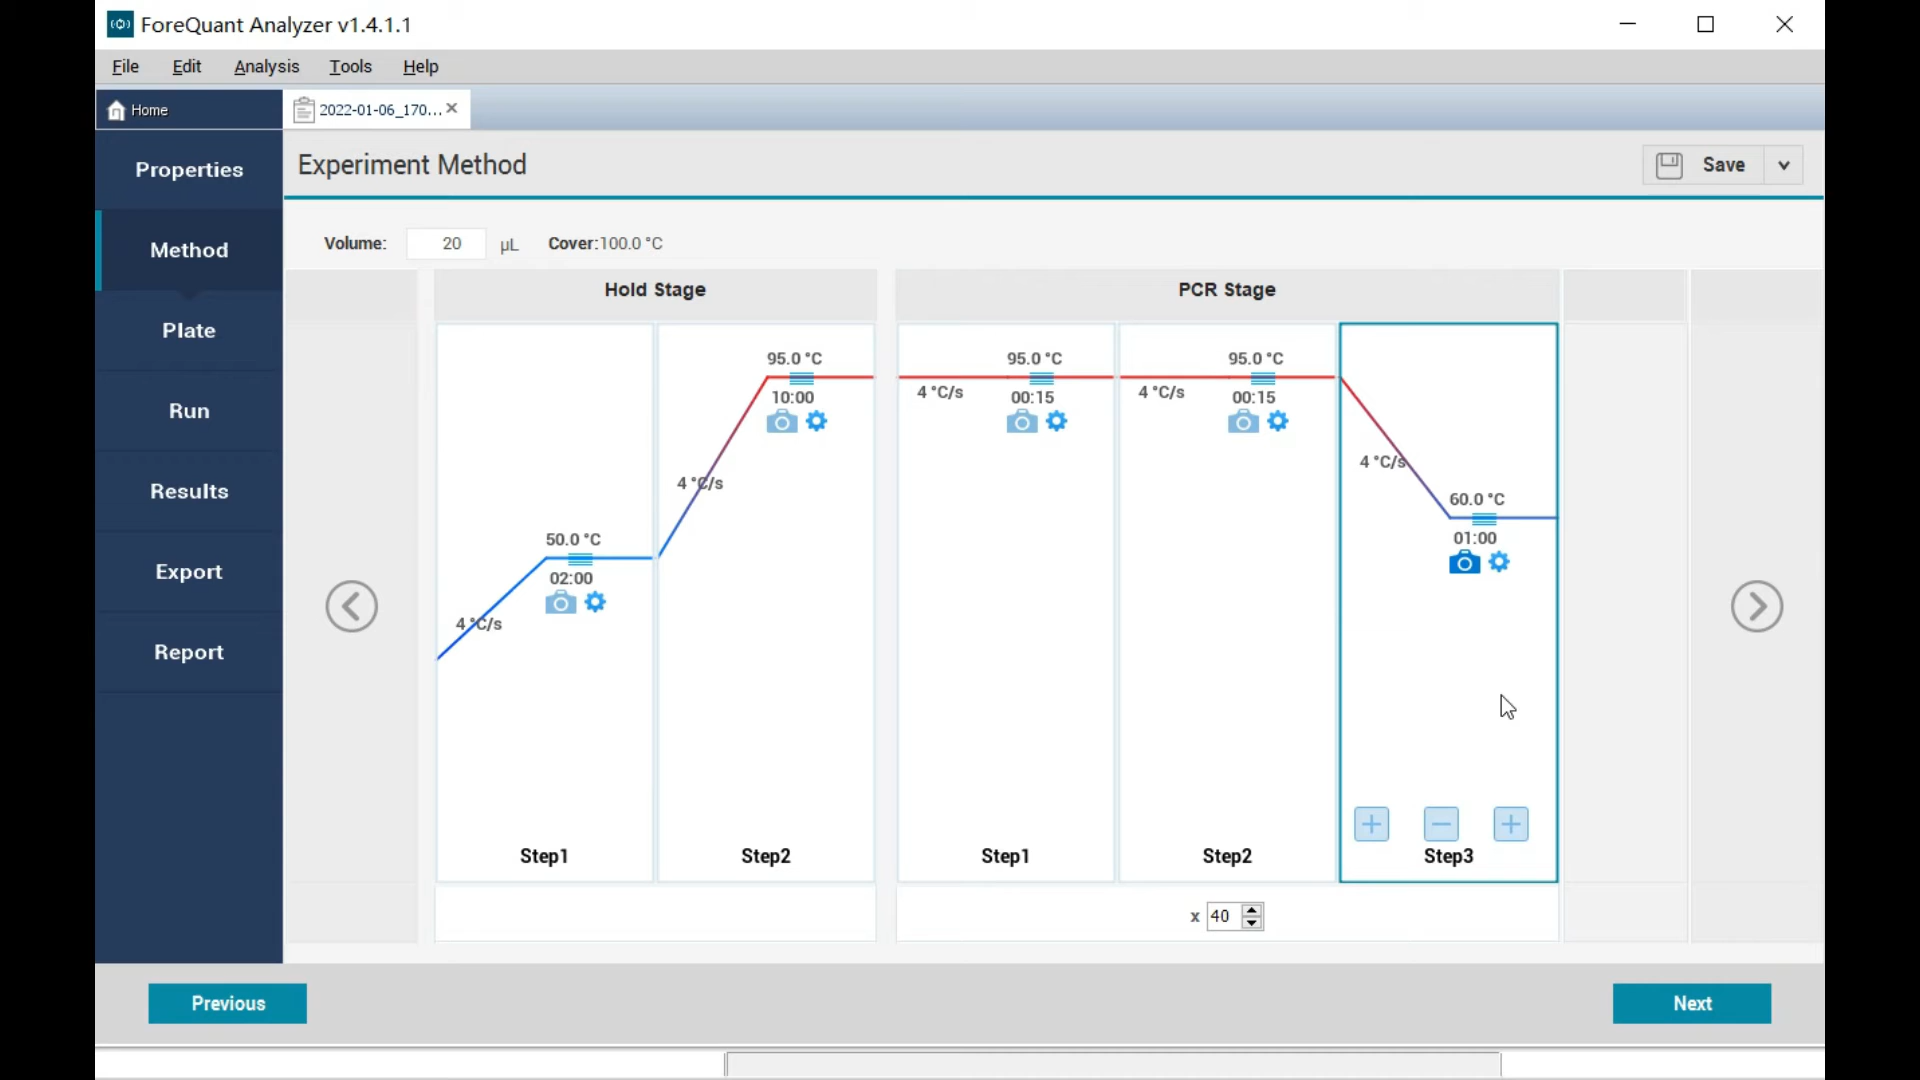 ForeQuant Analyzer v1.4.1.1
File Edit Analysis Tools Help
Home
2022-01-06_170...
Experiment Method
Save
Properties
Method
Plate
Run
Results
Export
Report
Volume: 20 µL Cover:100.0 °C
Hold Stage
4 °C/s
50.0 °C
02:00
Step1
4 °C/s
95.0 °C
10:00
Step2
PCR Stage
4 °C/s
95.0 °C
00:15
Step1
4 °C/s
95.0 °C
00:15
Step2
4 °C/s
60.0 °C
01:00
Step3
x 40
Previous
Next